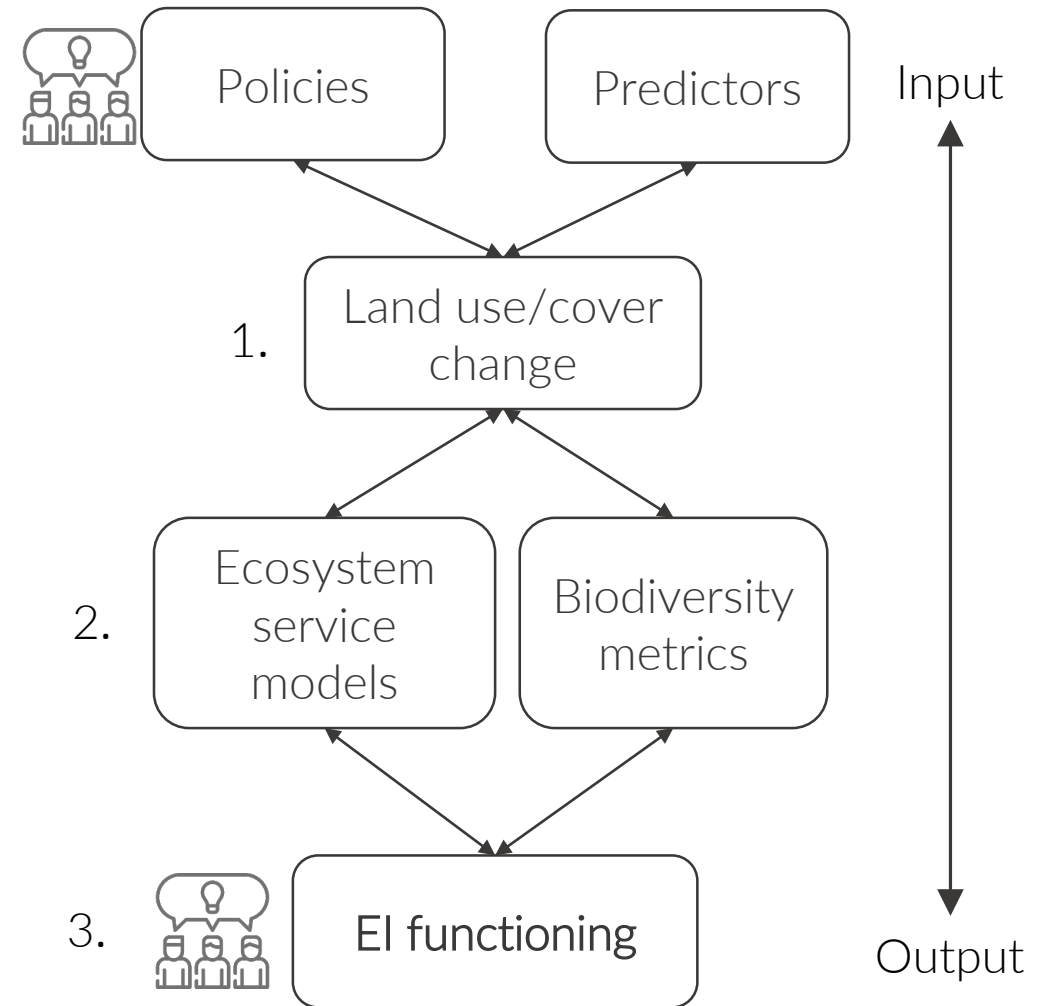 Policies
Predictors
Input
1.
Land use/cover
change
2.
Ecosystem
service
models
Biodiversity
metrics
3.
EI functioning
Output